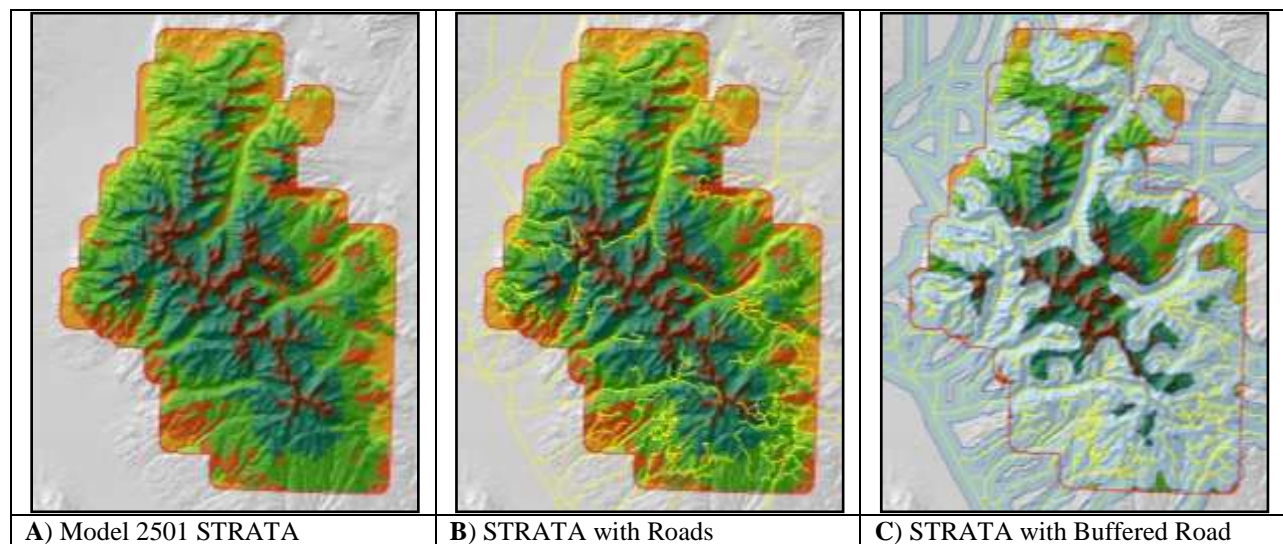 A) Model 2501 STRATA
B) STRATA with Roads
C) STRATA with Buffered Road